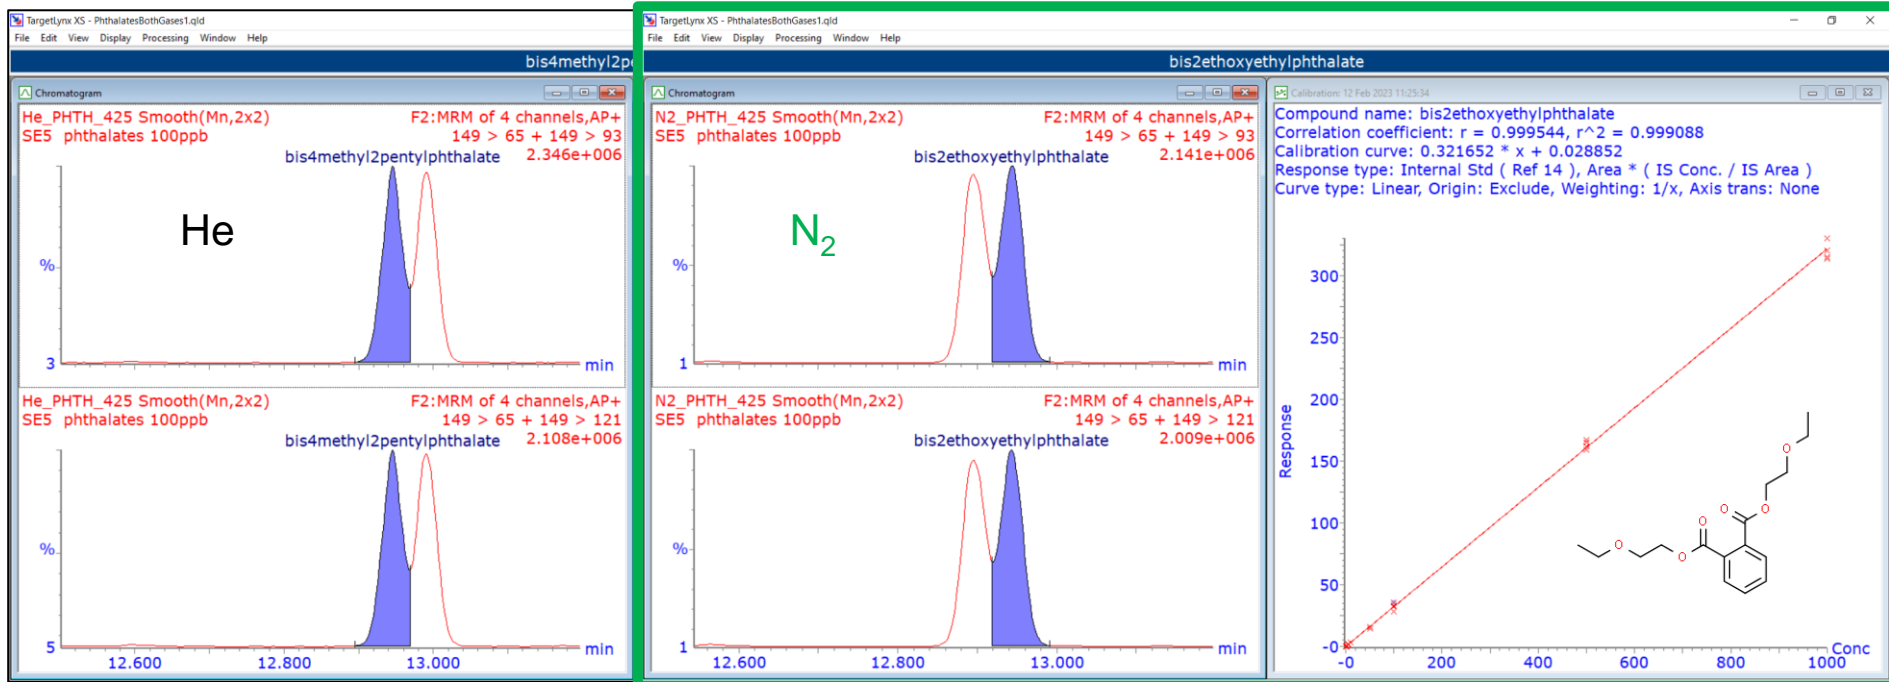 TargetLynx XS - PhthalatesBothGases1.qld
File Edit View Display Processing Window Help
bis4methyl2p
Chromatogram
He_PHTH_425 Smooth(Mn,2x2)
SE5 phthalates 100ppb
F2:MRM of 4 channels,AP+
149 > 65 + 149 > 93
2.346e+006
bis4methyl2pentylphthalate
He
%
3
min
He_PHTH_425 Smooth(Mn,2x2)
SE5 phthalates 100ppb
F2:MRM of 4 channels,AP+
149 > 65 + 149 > 121
2.108e+006
bis4methyl2pentylphthalate
%
5
min
12.600 12.800 13.000
TargetLynx XS - PhthalatesBothGases1.qld
File Edit View Display Processing Window Help
bis2ethoxyethylphthalate
Chromatogram
N2_PHTH_425 Smooth(Mn,2x2)
SE5 phthalates 100ppb
F2:MRM of 4 channels,AP+
149 > 65 + 149 > 93
2.141e+006
bis2ethoxyethylphthalate
N2
%
1
min
N2_PHTH_425 Smooth(Mn,2x2)
SE5 phthalates 100ppb
F2:MRM of 4 channels,AP+
149 > 65 + 149 > 121
2.009e+006
bis2ethoxyethylphthalate
%
1
min
12.600 12.800 13.000
Calibration: 12 Feb 2023 11:25:34
Compound name: bis2ethoxyethylphthalate
Correlation coefficient: r = 0.999544, r^2 = 0.999088
Calibration curve: 0.321652 * x + 0.028852
Response type: Internal Std ( Ref 14 ), Area * ( IS Conc. / IS Area )
Curve type: Linear, Origin: Exclude, Weighting: 1/x, Axis trans: None
Response
300
250
200
150
100
50
-0
-0 200 400 600 800 1000
Conc
O
O
O
O
O
O